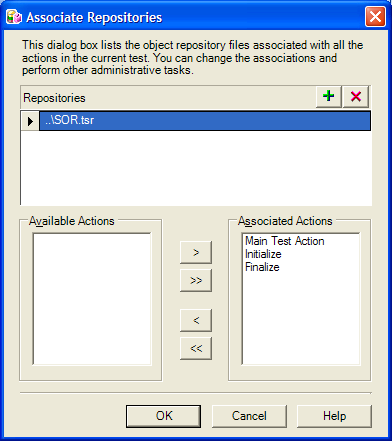 Associate Repositories
This dialog box lists the object repository files associated with all the
actions in the current test. You can change the associations and
perform other administrative tasks.
Repositories
..\SOR.tsr
Available Actions
Associated Actions
Main Test Action
Initialize
Finalize
>
>>
<
<<
OK
Cancel
Help